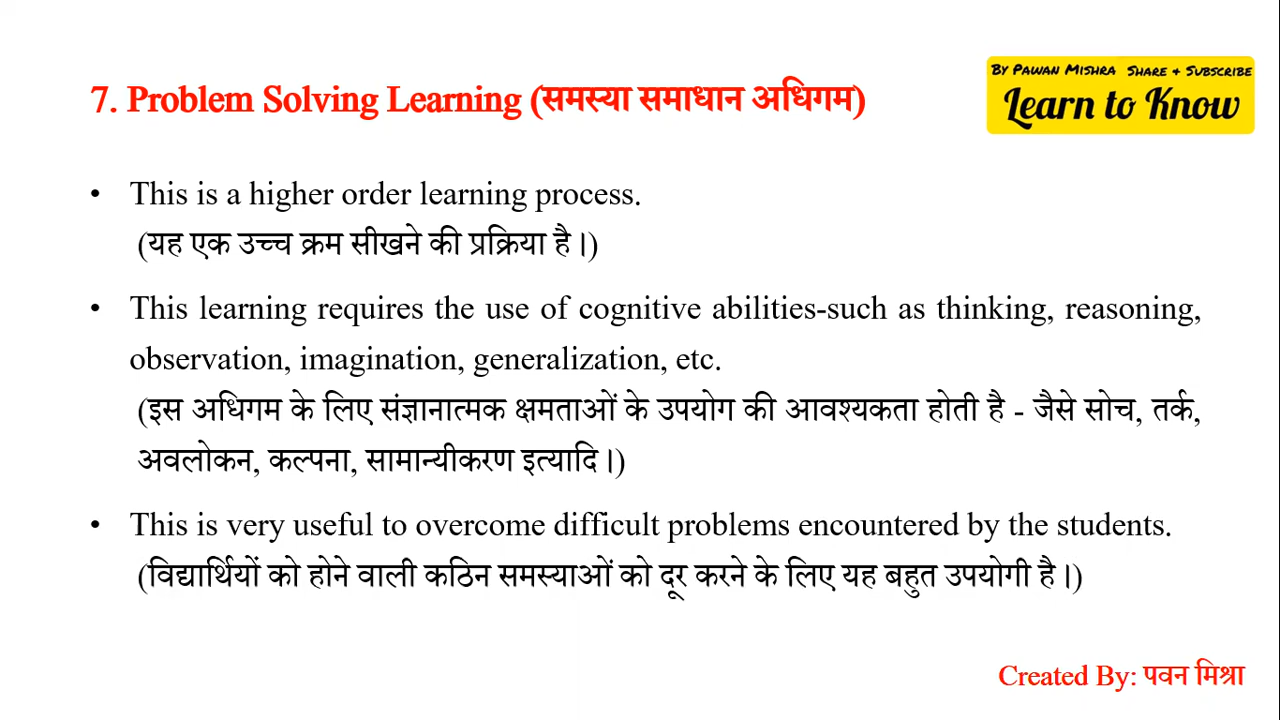 By Pawan Mishra Share + Subscribe
Learn to Know
7. Problem Solving Learning (समस्या समाधान अधिगम)
• This is a higher order learning process.
(यह एक उच्च क्रम सीखने की प्रक्रिया है।)
• This learning requires the use of cognitive abilities-such as thinking, reasoning,
observation, imagination, generalization, etc.
(इस अधिगम के लिए संज्ञानात्मक क्षमताओं के उपयोग की आवश्यकता होती है - जैसे सोच, तर्क,
अवलोकन, कल्पना, सामान्यीकरण इत्यादि।)
• This is very useful to overcome difficult problems encountered by the students.
(विद्यार्थियों को होने वाली कठिन समस्याओं को दूर करने के लिए यह बहुत उपयोगी है।)
Created By: पवन मिश्रा